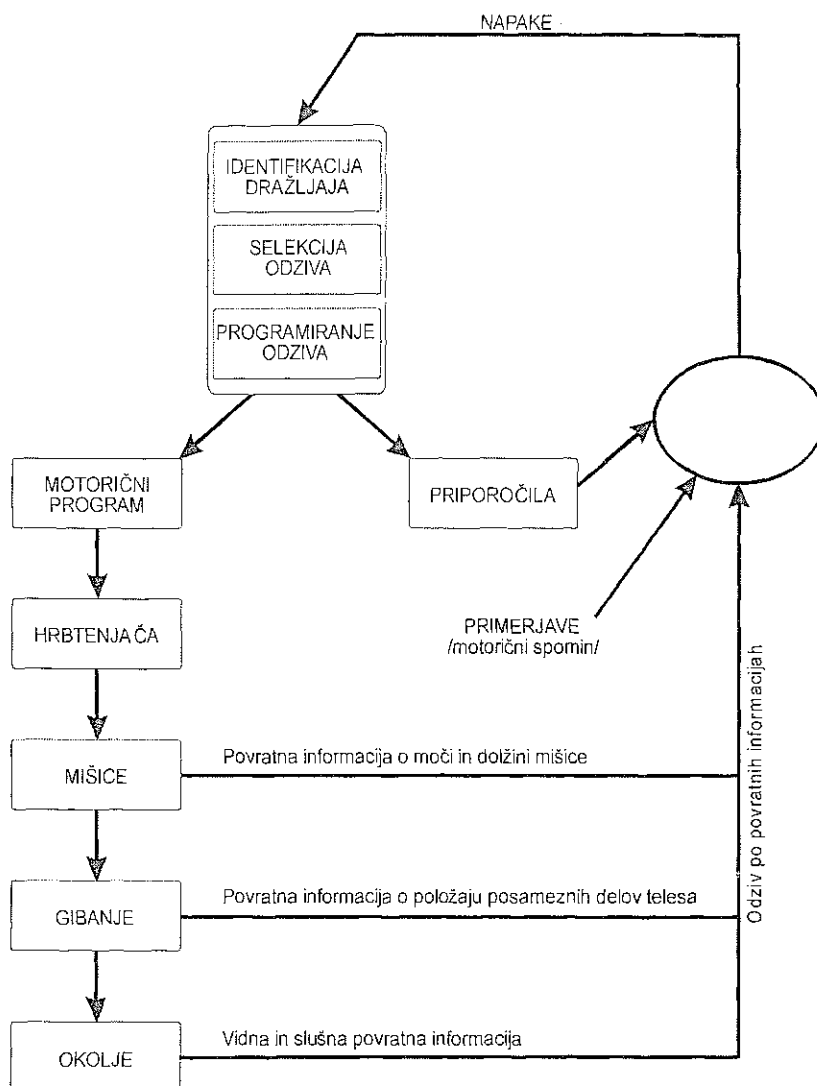 NAPAKE
IDENTIFIKACIJA
DRAŽLJAJA
SELEKCIJA
ODZIVA
PROGRAMIRANJE
ODZIVA
MOTORIČNI
PROGRAM
PRIPOROČILA
HRBTENJAČA
PRIMERJAVE
/motorični spomin/
MIŠICE
Povratna informacija o moči in dolžini mišice
GIBANJE
Povratna informacija o položaju posameznih delov telesa
OKOLJE
Vidna in slušna povratna informacija
Odziv po povratnih informacijah